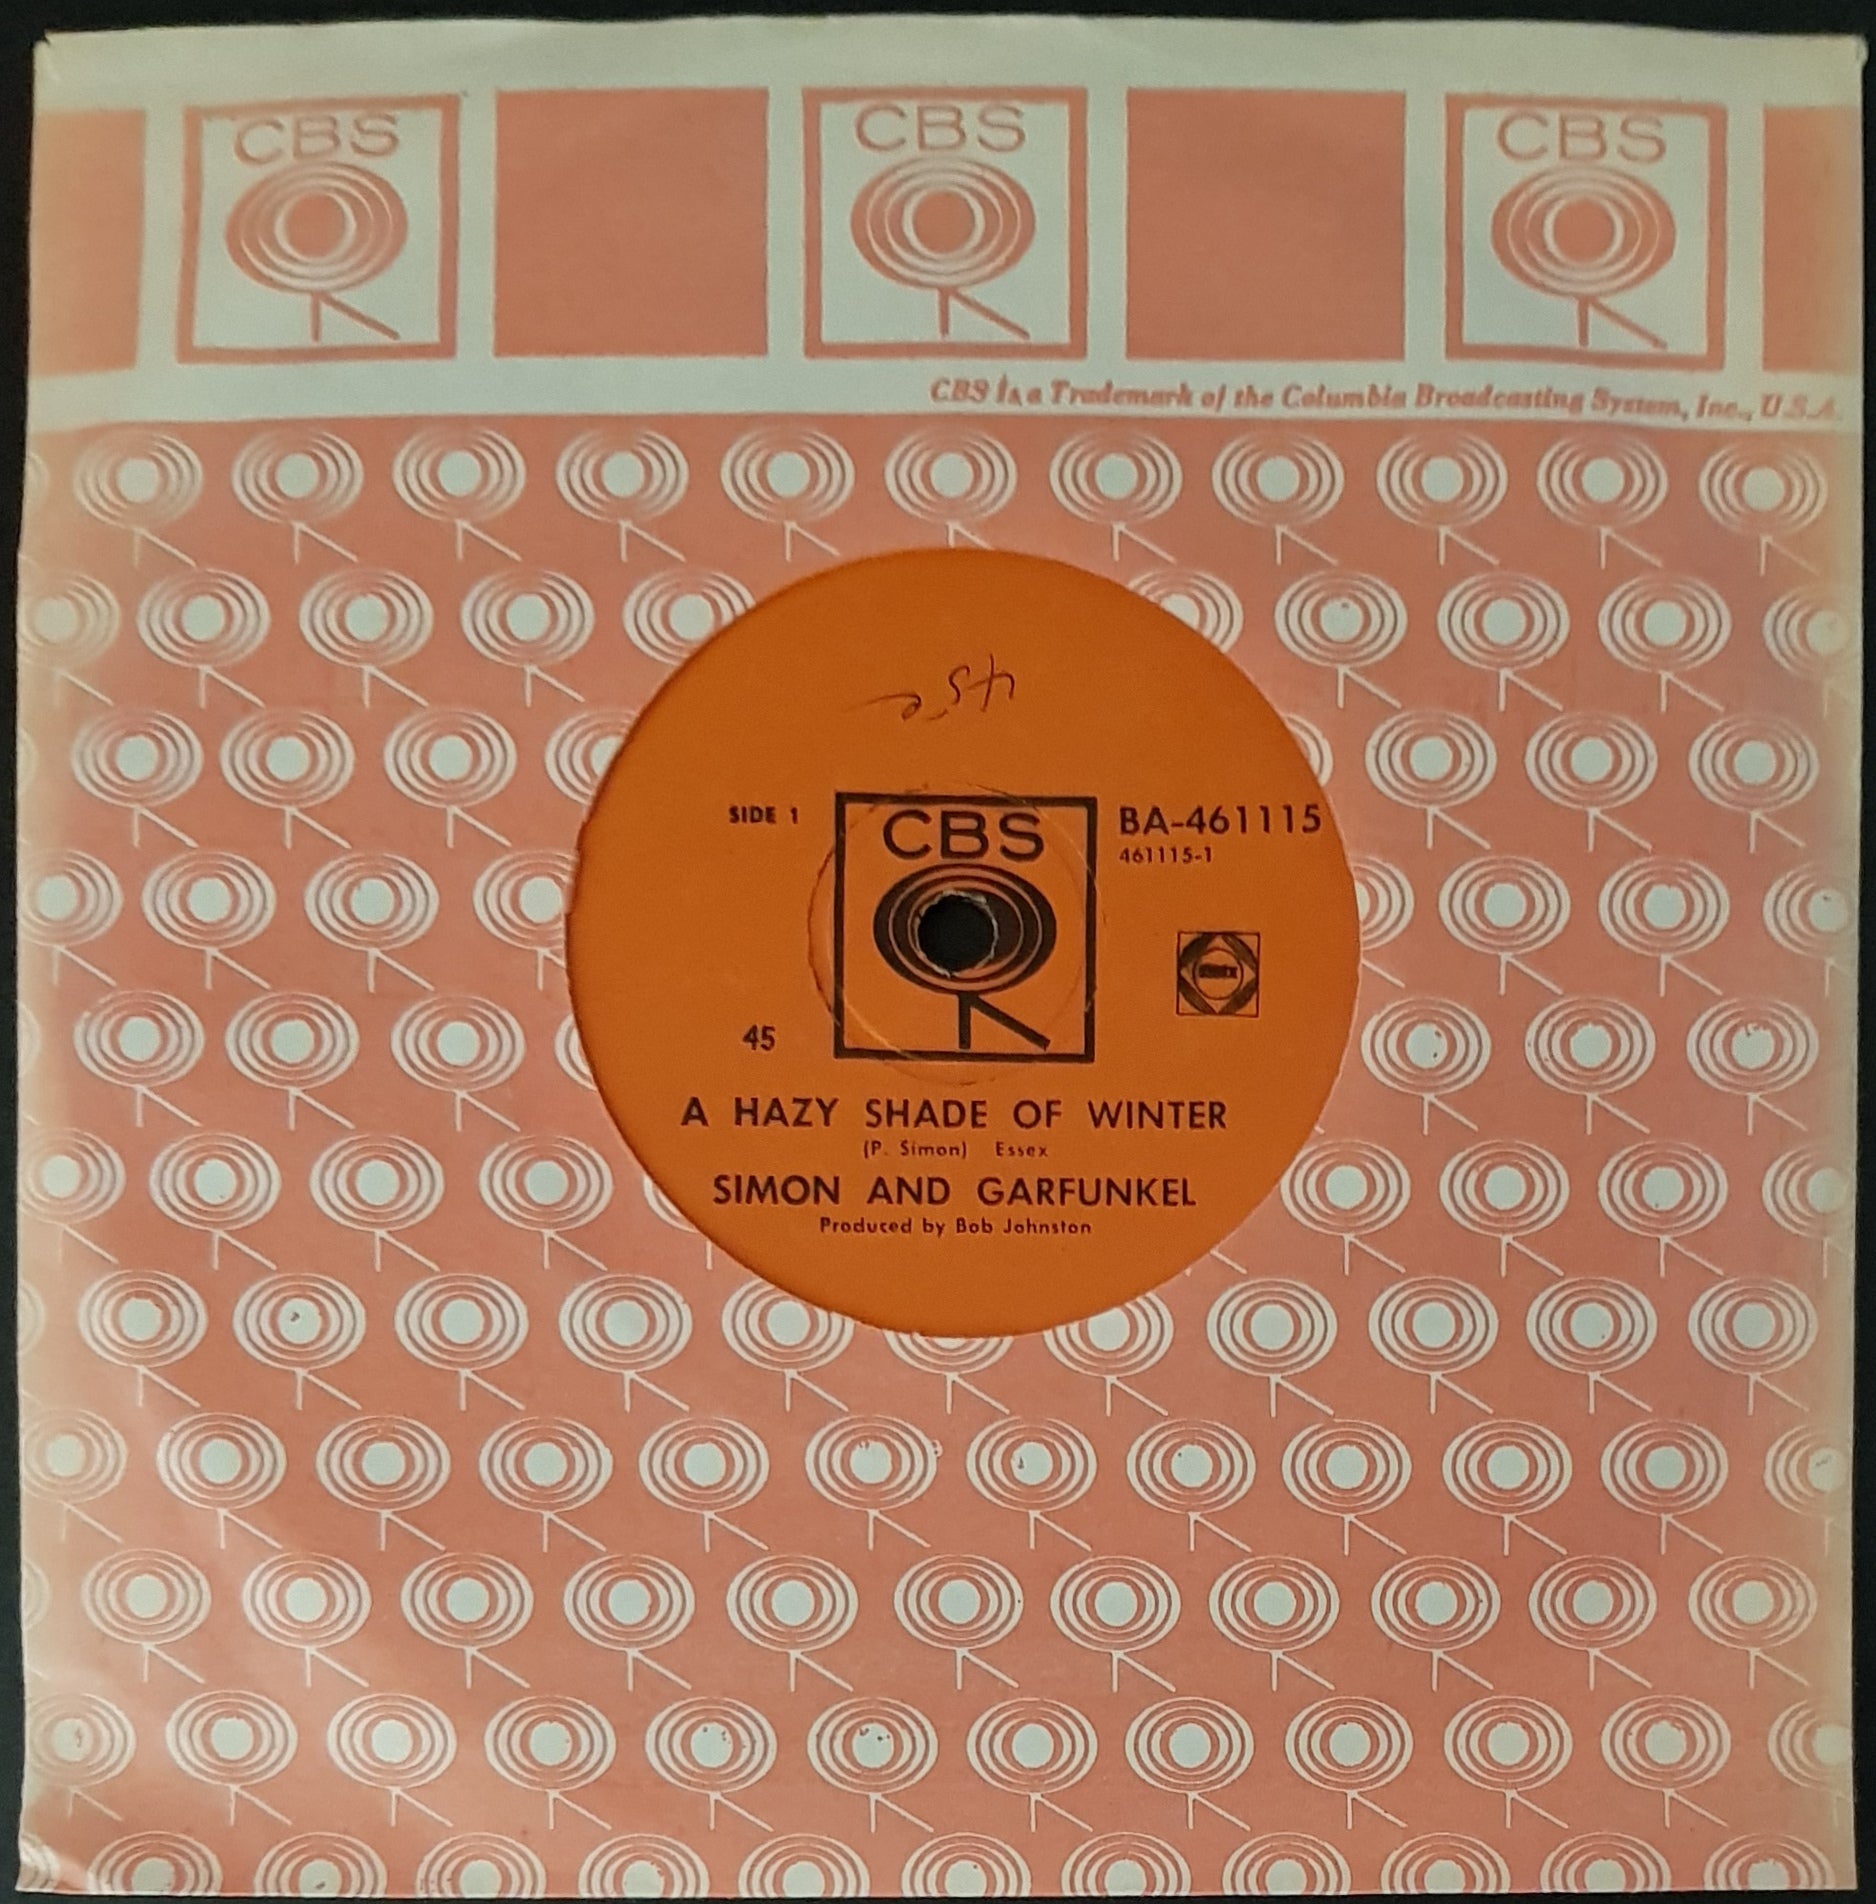 CBS
CBS
CBS
CBS is a Trademark of the Columbia Broadcasting System, Inc., U.S.A.
SIDE 1
CBS
BA-461115
461115-1
45
A HAZY SHADE OF WINTER
(P. Simon) Essex
SIMON AND GARFUNKEL
Produced by Bob Johnston